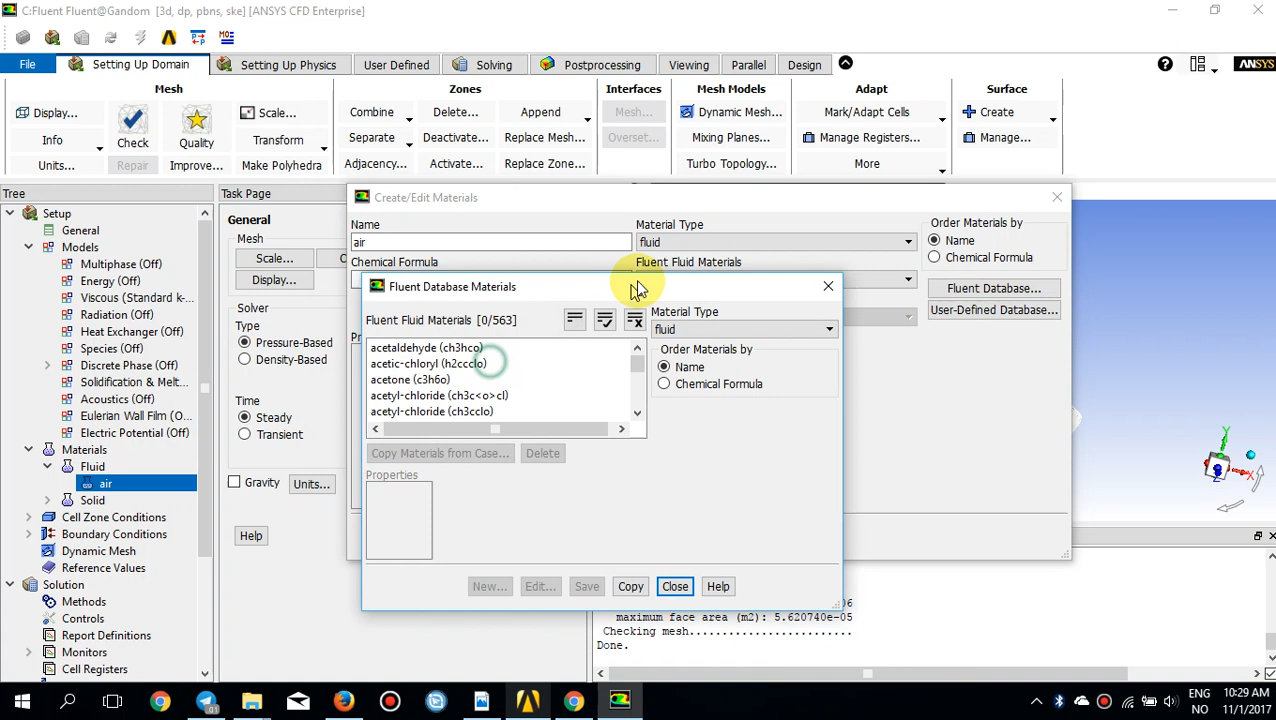 C:Fluent Fluent@Gandom [3d, dp, pbns, ske] [ANSYS CFD Enterprise]
File
Setting Up Domain
Setting Up Physics
User Defined
Solving
Postprocessing
Viewing
Parallel
Design
ANSYS
Mesh
Zones
Interfaces
Mesh Models
Adapt
Surface
Display...
Scale...
Combine
Delete...
Append
Mesh...
Dynamic Mesh...
Mark/Adapt Cells
Create
Info
Check
Quality
Transform
Separate
Deactivate...
Replace Mesh...
Overset...
Mixing Planes...
Manage Registers...
Manage...
Units...
Repair
Improve...
Make Polyhedra
Adjacency...
Activate...
Replace Zone...
Turbo Topology...
More
Tree
Setup
General
Models
Multiphase (Off)
Energy (Off)
Viscous (Standard k-
Radiation (Off)
Heat Exchanger (Off)
Species (Off)
Discrete Phase (Off)
Solidification & Melti
Acoustics (Off)
Eulerian Wall Film (Off)
Electric Potential (Off)
Materials
Fluid
air
Solid
Cell Zone Conditions
Boundary Conditions
Dynamic Mesh
Reference Values
Solution
Methods
Controls
Report Definitions
Monitors
Cell Registers
Task Page
General
Mesh
Scale...
C
Display...
Solver
Type
Pressure-Based
Density-Based
Time
Steady
Transient
Gravity
Units...
Help
Create/Edit Materials
Name
air
Material Type
fluid
Order Materials by
Name
Chemical Formula
Chemical Formula
Fluent Fluid Materials
Fluent Database...
User-Defined Database...
Fluent Database Materials
Fluent Fluid Materials [0/563]
acetaldehyde (ch3hco)
acetic-chloryl (h2ccclo)
acetone (c3h6o)
acetyl-chloride (ch3c<o>cl)
acetyl-chloride (ch3cclo)
Material Type
fluid
Order Materials by
Name
Chemical Formula
Copy Materials from Case...
Delete
Properties
New...
Edit...
Save
Copy
Close
Help
maximum face area (m2): 5.620740e-05
Checking mesh.........................
Done.
ENG
NO
10:29 AM
11/1/2017